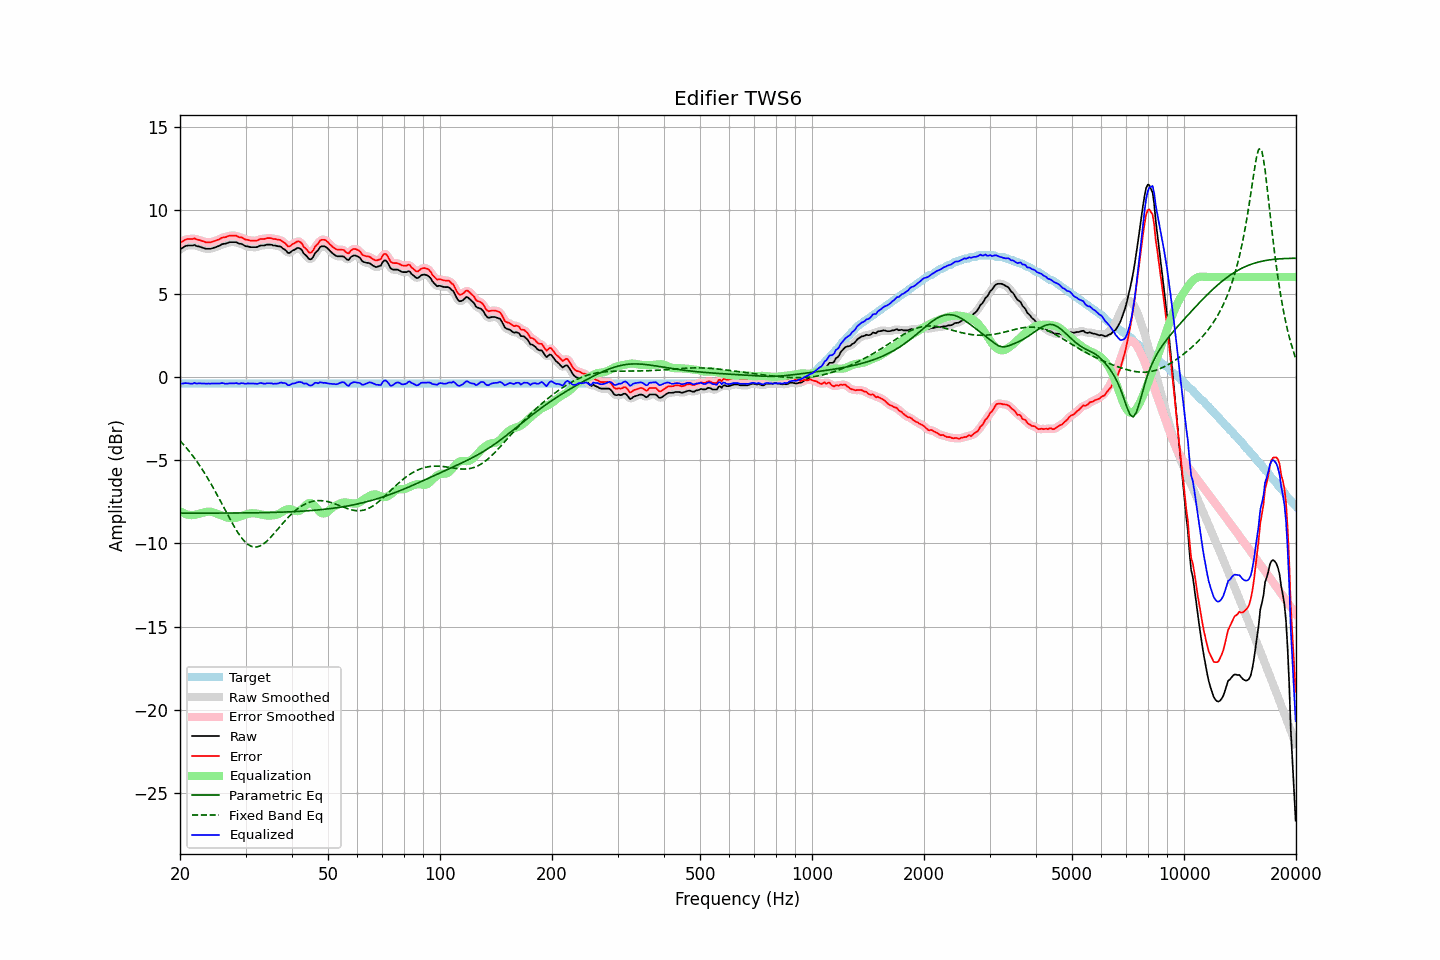 Edifier TWS6
15
10
5
0
−5
−10
−15
−20
−25
Amplitude (dBr)
Target
Raw Smoothed
Error Smoothed
Raw
Error
Equalization
Parametric Eq
Fixed Band Eq
Equalized
20 50 100 200 500 1000 2000 5000 10000 20000
Frequency (Hz)